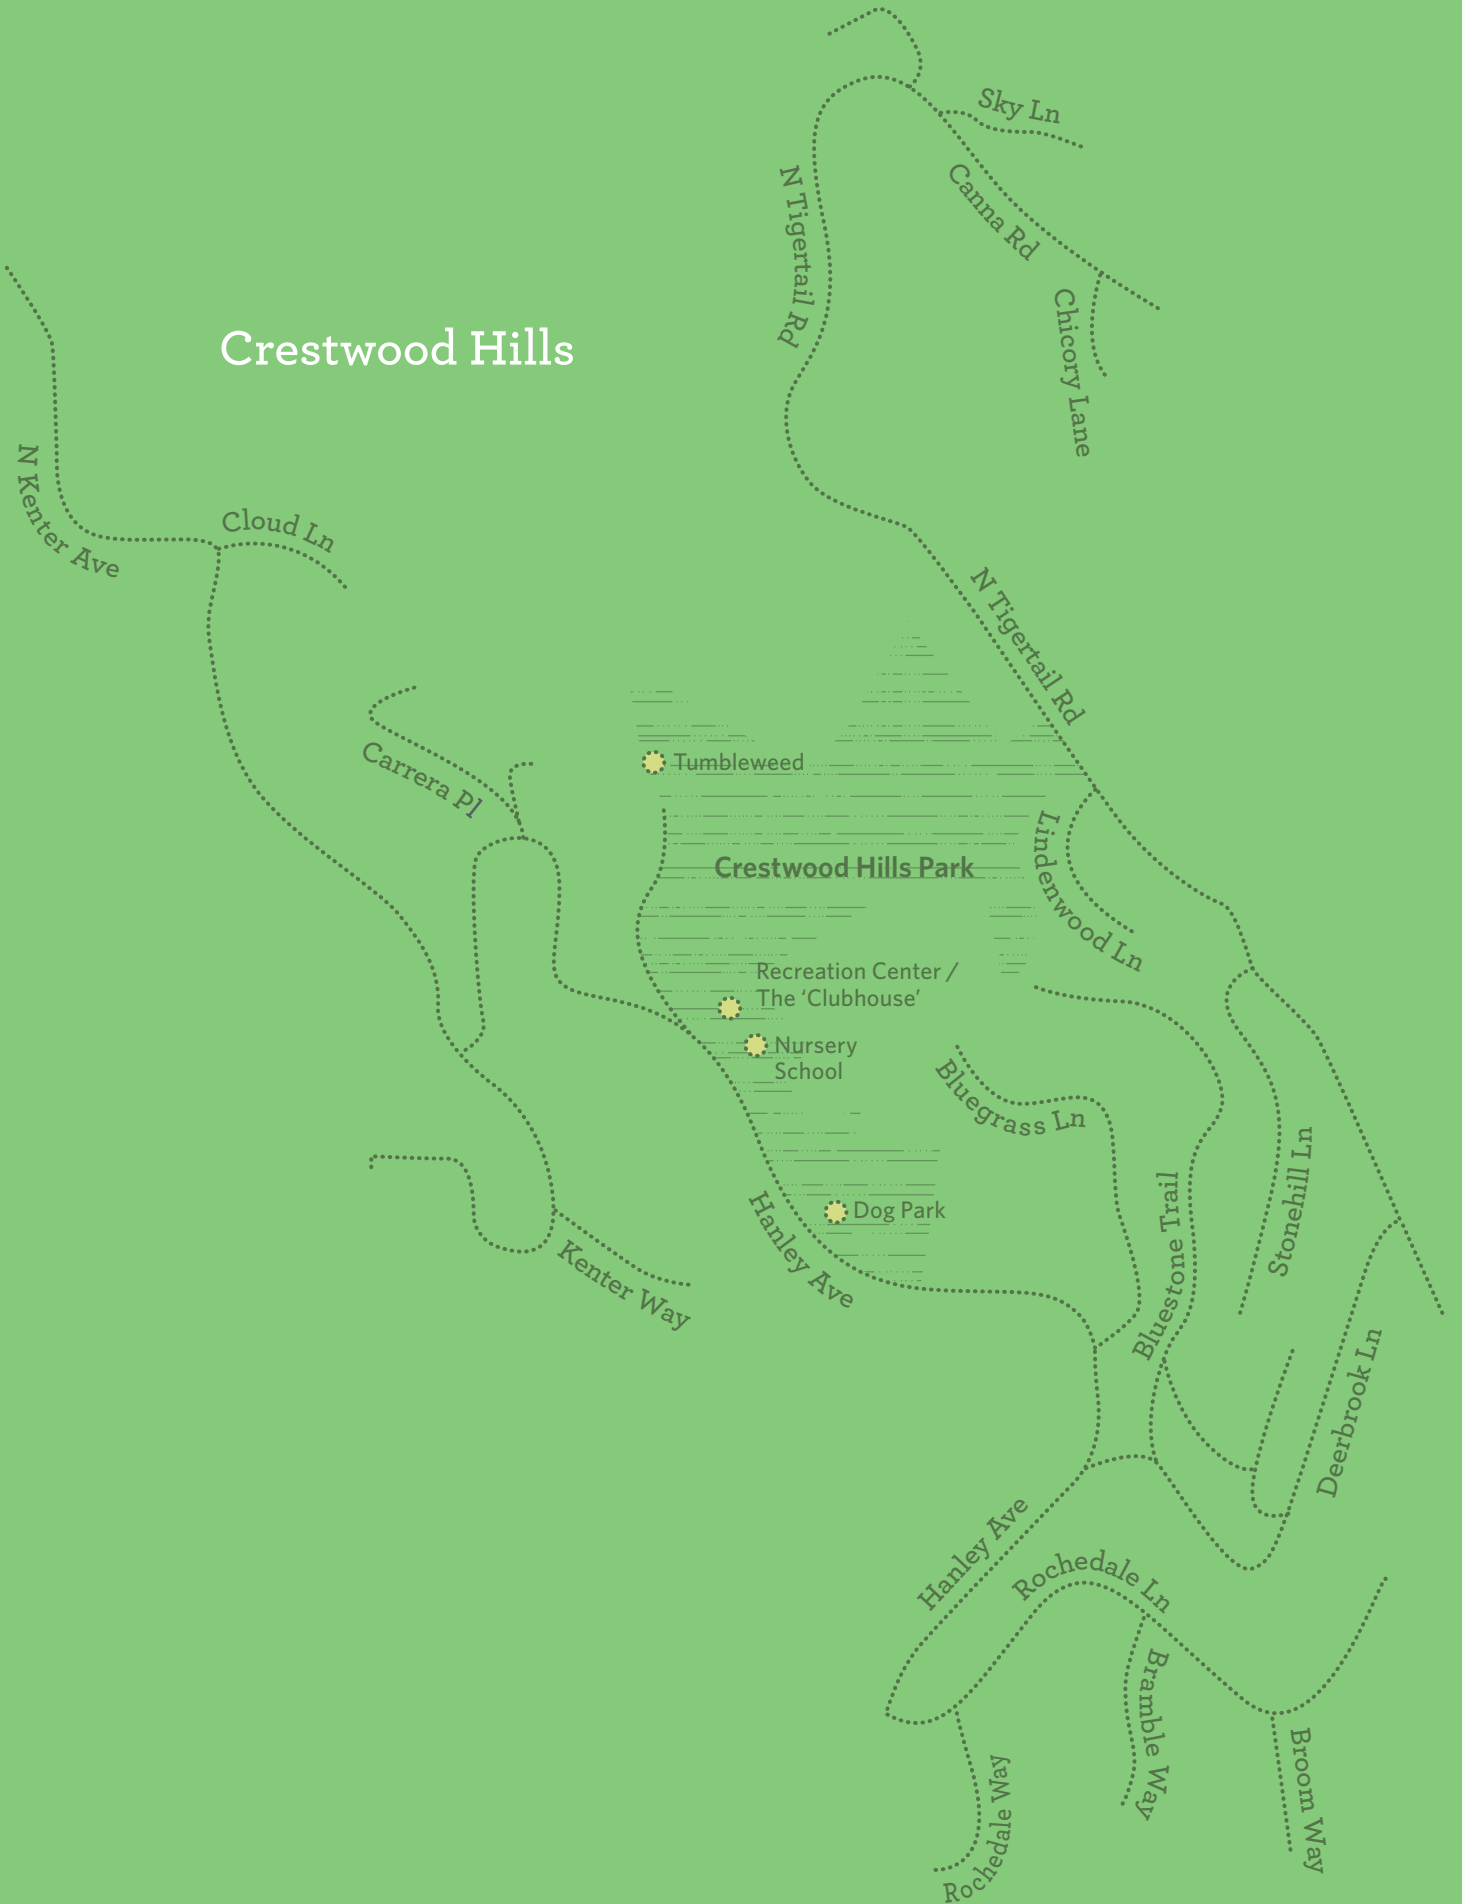 Sky Ln
Canna Rd
N Tigertail Rd
Chicory Lane
Crestwood Hills
N Kenter Ave
Cloud Ln
N Tigertail Rd
Carrera Pl
Tumbleweed
Crestwood Hills Park
Lindenwood Ln
Recreation Center /
The ‘Clubhouse’
Nursery
School
Bluegrass Ln
Stonehill Ln
Bluestone Trail
Dog Park
Hanley Ave
Kenter Way
Deerbrook Ln
Hanley Ave
Rochedale Ln
Bramble Way
Broom Way
Rochedale Way